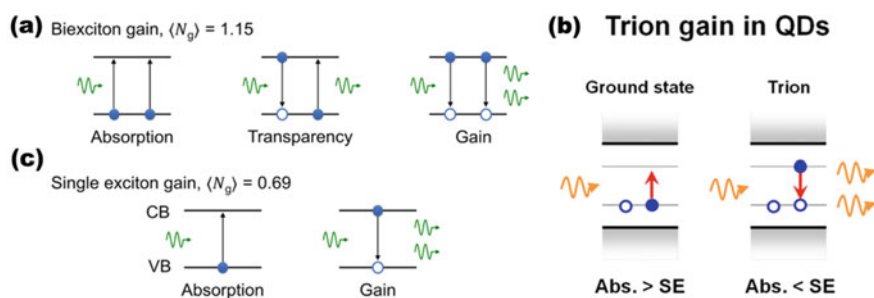 (a) Biexciton gain, ⟨Ng⟩ = 1.15
Absorption Transparency Gain
(b) Trion gain in QDs
Ground state Trion
Abs. > SE Abs. < SE
(c)
Single exciton gain, ⟨Ng⟩ = 0.69
CB
VB
Absorption Gain